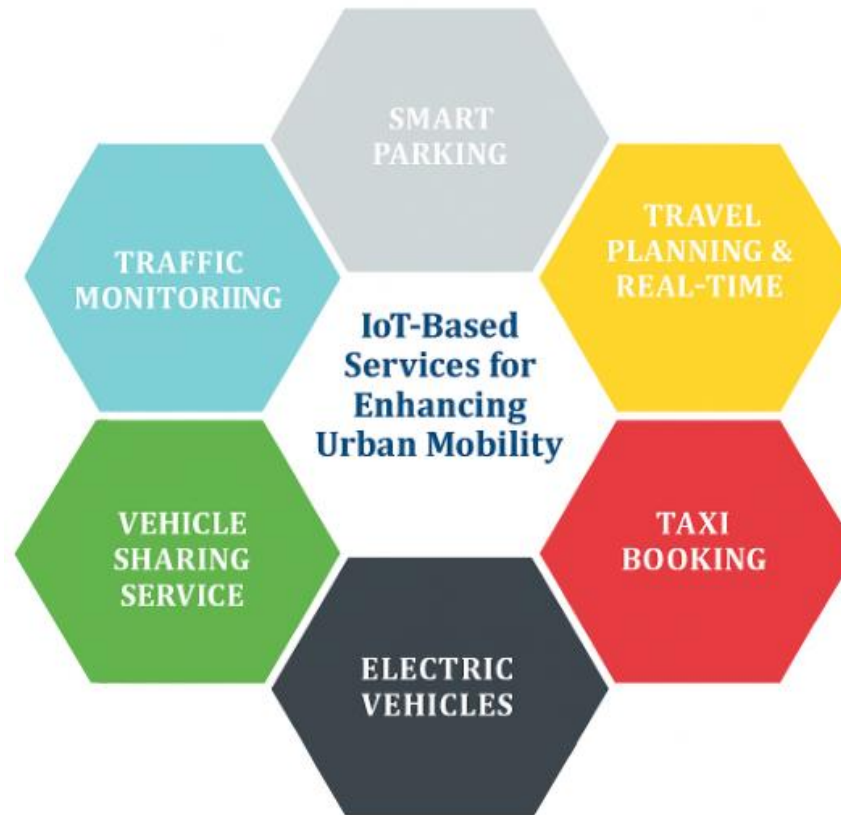 SMART
PARKING
TRAVEL
PLANNING &
REAL-TIME
TRAFFIC
MONITORIING
IoT-Based
Services for
Enhancing
Urban Mobility
VEHICLE
SHARING
SERVICE
TAXI
BOOKING
ELECTRIC
VEHICLES